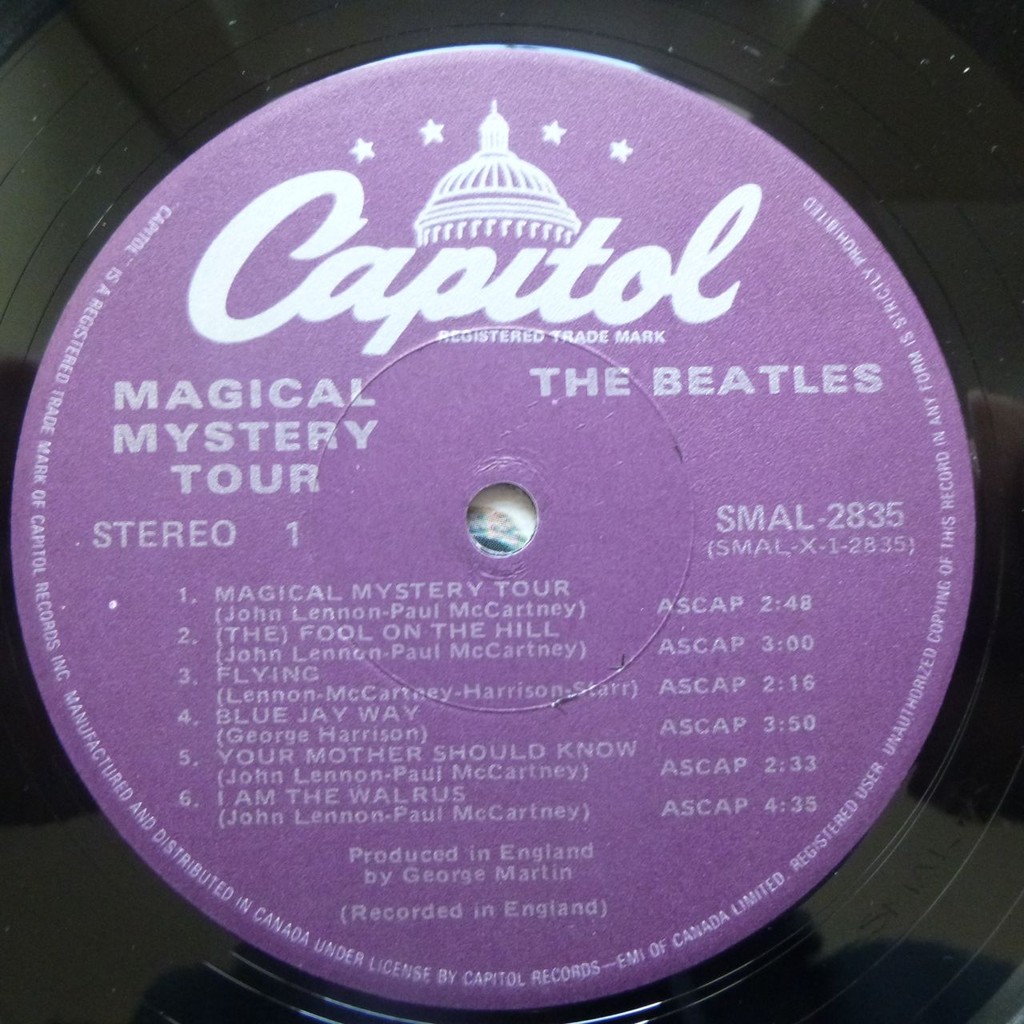 Capitol
REGISTERED TRADE MARK
MAGICAL
MYSTERY
TOUR
THE BEATLES
STEREO 1
SMAL-2835
(SMAL-X-1-2835)
1. MAGICAL MYSTERY TOUR
(John Lennon-Paul McCartney) ASCAP 2:48
2. (THE) FOOL ON THE HILL
(John Lennon-Paul McCartney) ASCAP 3:00
3. FLYING
(Lennon-McCartney-Harrison-Starr) ASCAP 2:16
4. BLUE JAY WAY
(George Harrison) ASCAP 3:50
5. YOUR MOTHER SHOULD KNOW
(John Lennon-Paul McCartney) ASCAP 2:33
6. I AM THE WALRUS
(John Lennon-Paul McCartney) ASCAP 4:35
Produced in England
by George Martin
(Recorded in England)
"CAPITOL" IS A REGISTERED TRADE MARK OF CAPITOL RECORDS INC. MANUFACTURED AND DISTRIBUTED IN CANADA UNDER LICENSE BY CAPITOL RECORDS—EMI OF CANADA LIMITED. REGISTERED USER. UNAUTHORIZED COPYING OF THIS RECORD IN ANY FORM IS STRICTLY PROHIBITED